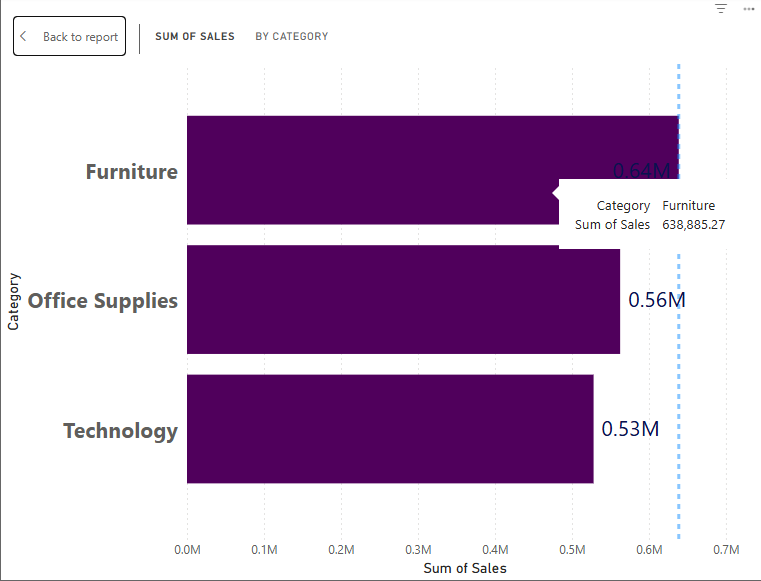 Back to report
SUM OF SALES
BY CATEGORY
Furniture
0.64M
Category Furniture
Sum of Sales 638,885.27
Office Supplies
0.56M
Technology
0.53M
Category
0.0M 0.1M 0.2M 0.3M 0.4M 0.5M 0.6M 0.7M
Sum of Sales